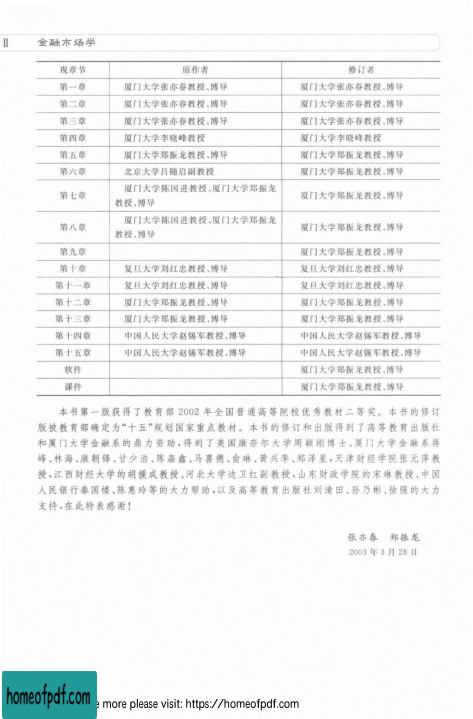 II 金融市场学
现章节 原作者 修订者
第一章 厦门大学张亦春教授、博导 厦门大学张亦春教授、博导
第二章 厦门大学张亦春教授、博导 厦门大学张亦春教授、博导
第三章 厦门大学张亦春教授、博导 厦门大学张亦春教授、博导
第四章 厦门大学李晓峰教授 厦门大学李晓峰教授
第五章 厦门大学郑振龙教授、博导 厦门大学郑振龙教授、博导
第六章 北京大学吕随启副教授 厦门大学郑振龙教授、博导
第七章 厦门大学陈国进教授、厦门大学郑振龙 厦门大学郑振龙教授、博导
教授、博导
第八章 厦门大学陈国进教授、厦门大学郑振龙 厦门大学郑振龙教授、博导
教授、博导
第九章 厦门大学郑振龙教授、博导
第十章 复旦大学刘红忠教授、博导 复旦大学刘红忠教授、博导
第十一章 复旦大学刘红忠教授、博导 复旦大学刘红忠教授、博导
第十二章 厦门大学郑振龙教授、博导 厦门大学郑振龙教授、博导
第十三章 厦门大学郑振龙教授、博导 厦门大学郑振龙教授、博导
第十四章 中国人民大学赵锡军教授、博导 中国人民大学赵锡军教授、博导
第十五章 中国人民大学赵锡军教授、博导 中国人民大学赵锡军教授、博导
软件 厦门大学郑振龙教授、博导
课件 厦门大学郑振龙教授、博导
本书第一版获得了教育部 2002 年全国普通高等院校优秀教材二等奖。本书的修订
版被教育部确定为“十五”规划国家重点教材。本书的修订和出版得到了高等教育出版社
和厦门大学金融系的鼎力资助,得到了美国康奈尔大学周颖刚博士、厦门大学金融系蒋
峰、林海、康朝锋、甘少浩、陈淼鑫、马喜德、俞琳、黄兴李、郑泽星,天津财经学院张元萍教
授,江西财经大学的胡援成教授、河北大学边卫红副教授,山东财政学院的宋琳教授、中国
人民银行秦国楼、陈惠玲等的大力帮助,以及高等教育出版社刘清田、孙乃彬、徐强的大力
支持,在此特表感谢!
张亦春 郑振龙
2003 年 3 月 28 日
homeofpdf.com
e more please visit: https://homeofpdf.com